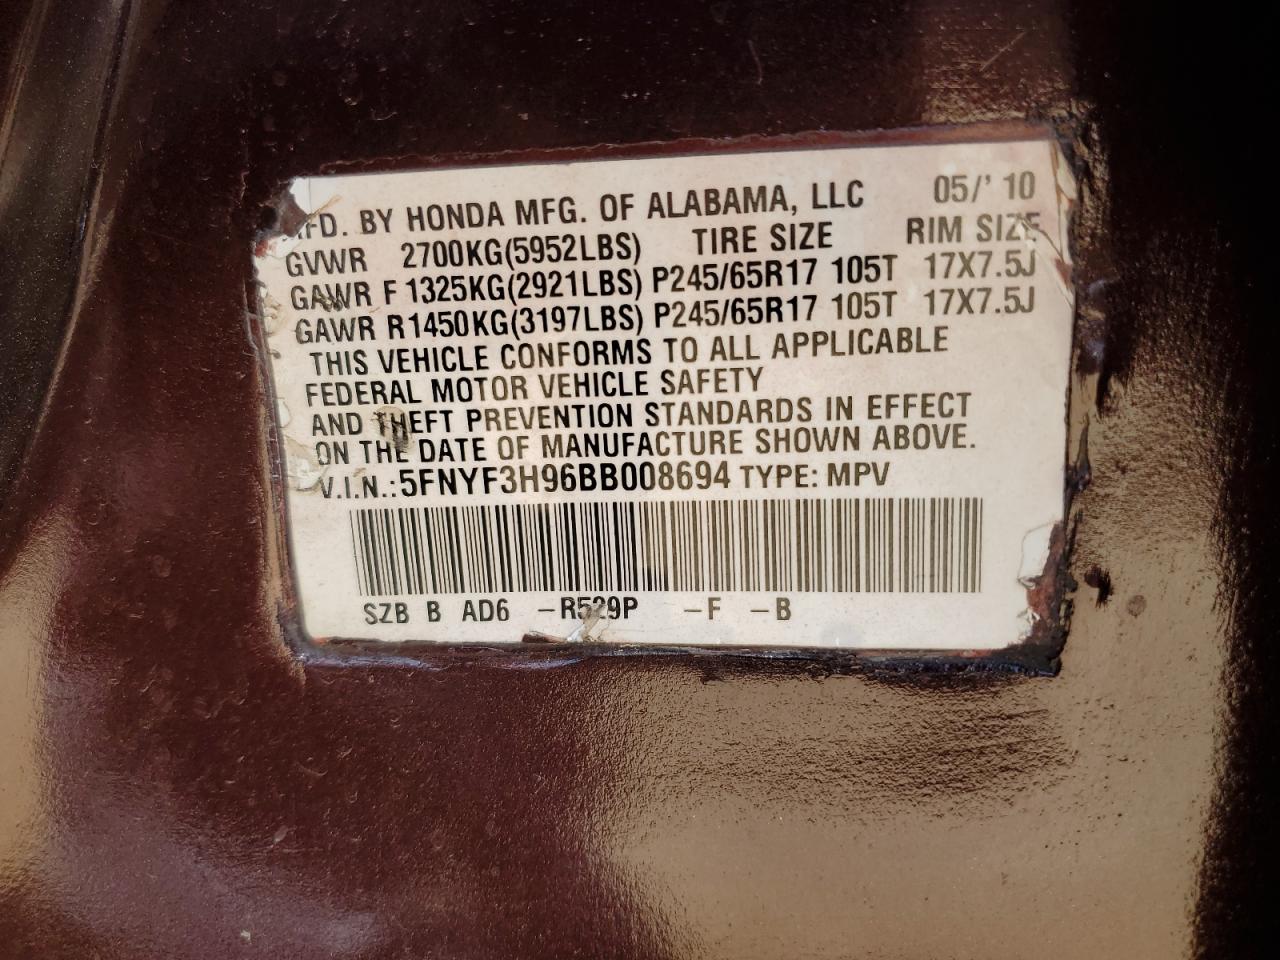 MFD. BY HONDA MFG. OF ALABAMA, LLC 05/' 10
GVWR 2700KG(5952LBS) TIRE SIZE RIM SIZE
GAWR F 1325KG(2921LBS) P245/65R17 105T 17X7.5J
GAWR R1450KG(3197LBS) P245/65R17 105T 17X7.5J
THIS VEHICLE CONFORMS TO ALL APPLICABLE
FEDERAL MOTOR VEHICLE SAFETY
AND THEFT PREVENTION STANDARDS IN EFFECT
ON THE DATE OF MANUFACTURE SHOWN ABOVE.
V.I.N.:5FNYF3H96BB008694 TYPE: MPV
SZB B AD6 -R529P -F -B